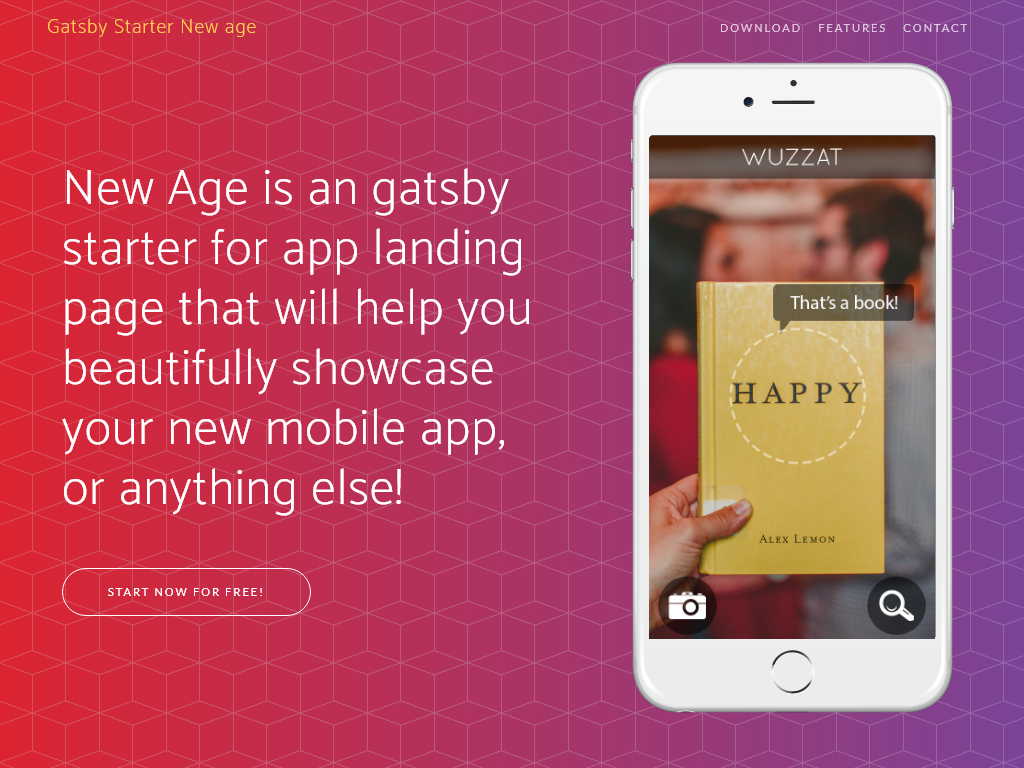 Gatsby Starter New age
DOWNLOAD FEATURES CONTACT
New Age is an gatsby
starter for app landing
page that will help you
beautifully showcase
your new mobile app,
or anything else!
START NOW FOR FREE!
WUZZAT
That's a book!
HAPPY
ALEX LEMON